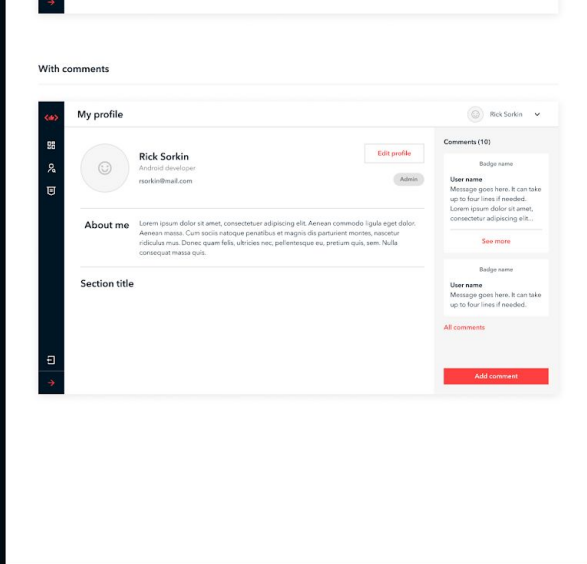 With comments
My profile
Rick Sorkin
Rick Sorkin
Android developer
rsorkin@mail.com
Edit profile
Admin
About me
Lorem ipsum dolor sit amet, consectetuer adipiscing elit. Aenean commodo ligula eget dolor.
Aenean massa. Cum sociis natoque penatibus et magnis dis parturient montes, nascetur
ridiculus mus. Donec quam felis, ultricies nec, pellentesque eu, pretium quis, sem. Nulla
consequat massa quis.
Section title
Comments (10)
Badge name
User name
Message goes here. It can take
up to four lines if needed.
Lorem ipsum dolor sit amet,
consectetur adipiscing elit...
See more
Badge name
User name
Message goes here. It can take
up to four lines if needed.
All comments
Add comment